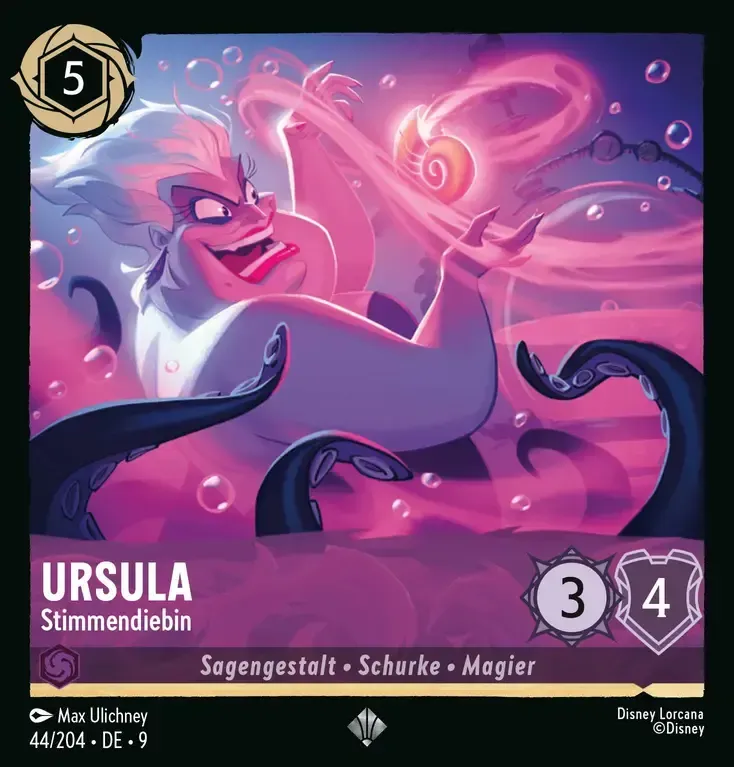 5
URSULA
Stimmendiebin
3
4
Sagengestalt • Schurke • Magier
Max Ulichney
44/204 • DE • 9
Disney Lorcana
©Disney